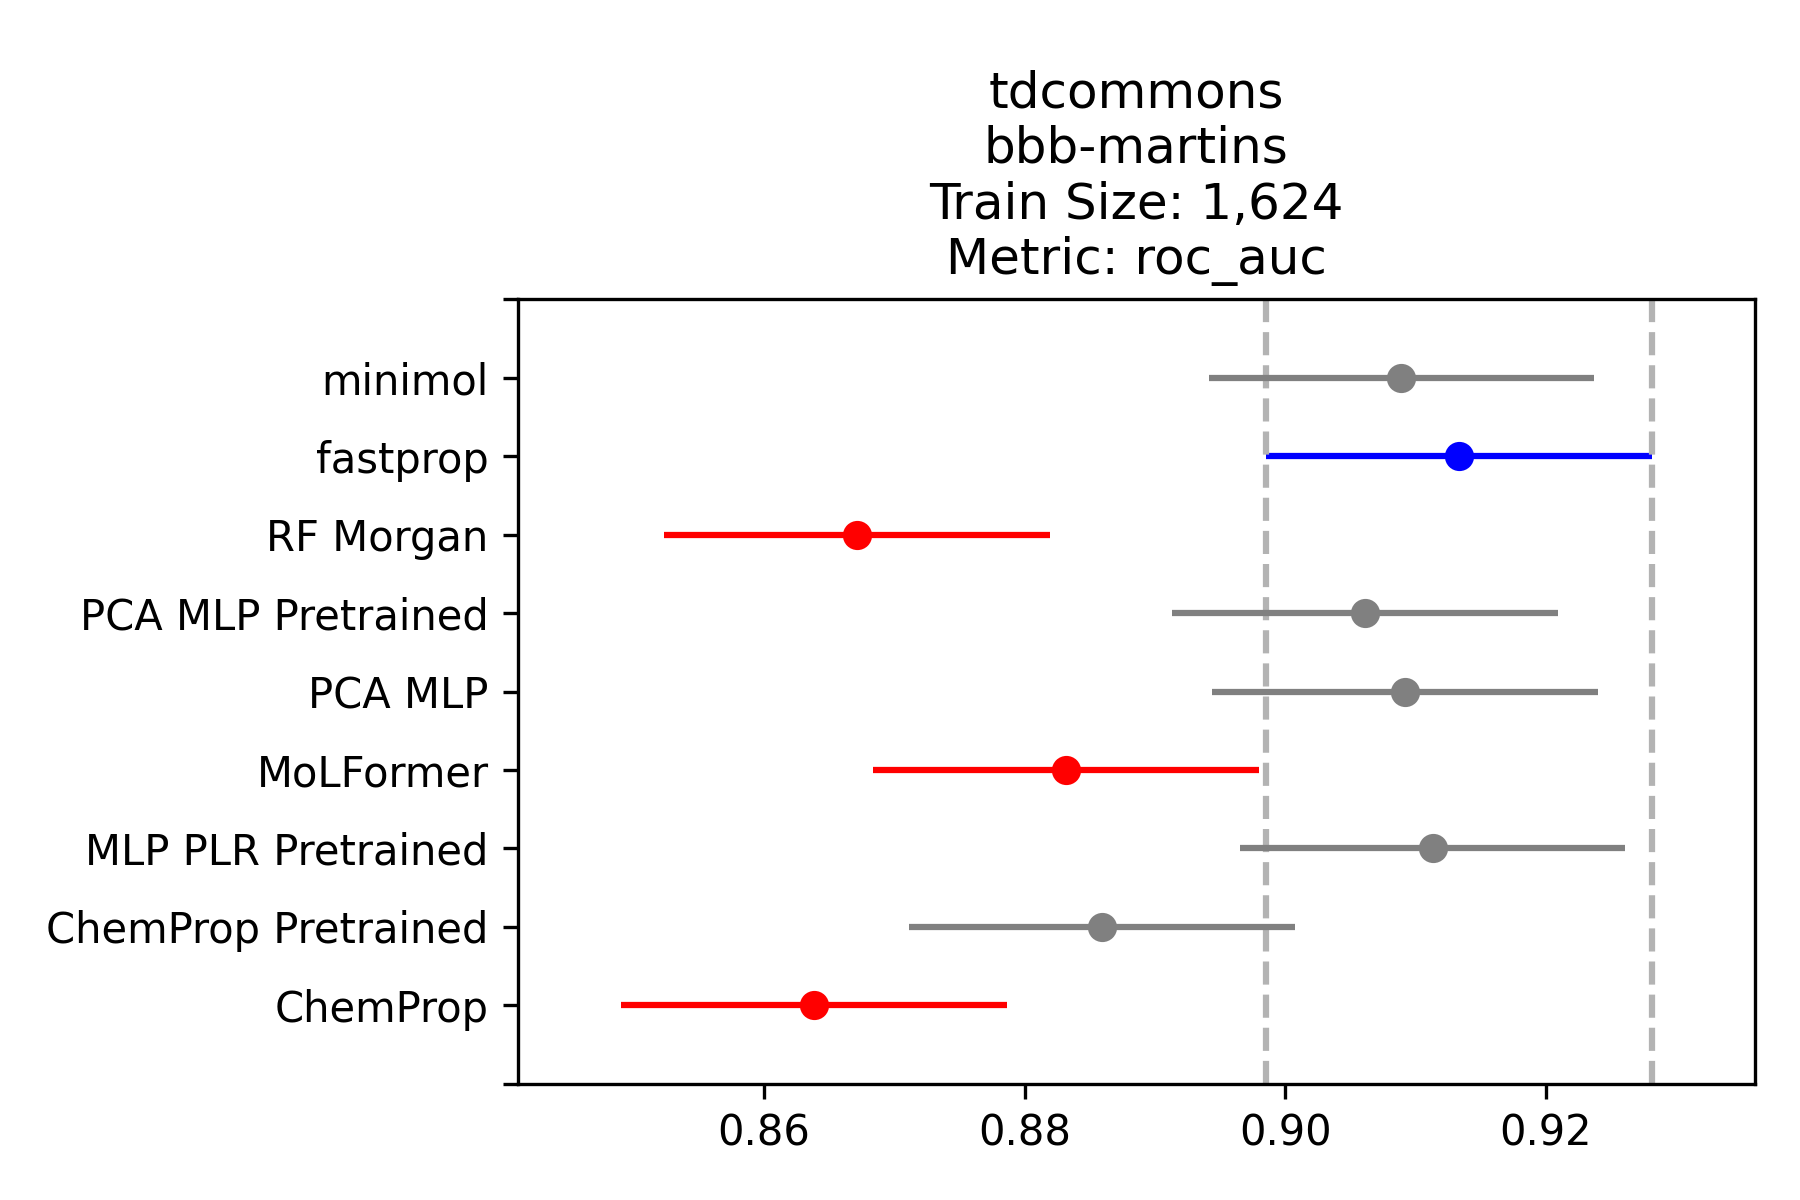 tdcommons
bbb-martins
Train Size: 1,624
Metric: roc_auc
minimol
fastprop
RF Morgan
PCA MLP Pretrained
PCA MLP
MoLFormer
MLP PLR Pretrained
ChemProp Pretrained
ChemProp
0.86 0.88 0.90 0.92